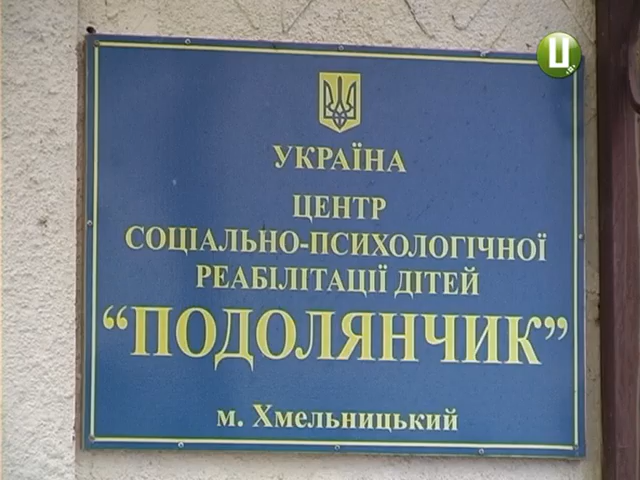 Ц
УКРАЇНА
ЦЕНТР
СОЦІАЛЬНО-ПСИХОЛОГІЧНОЇ
РЕАБІЛІТАЦІЇ ДІТЕЙ
“ПОДОЛЯНЧИК”
м. Хмельницький